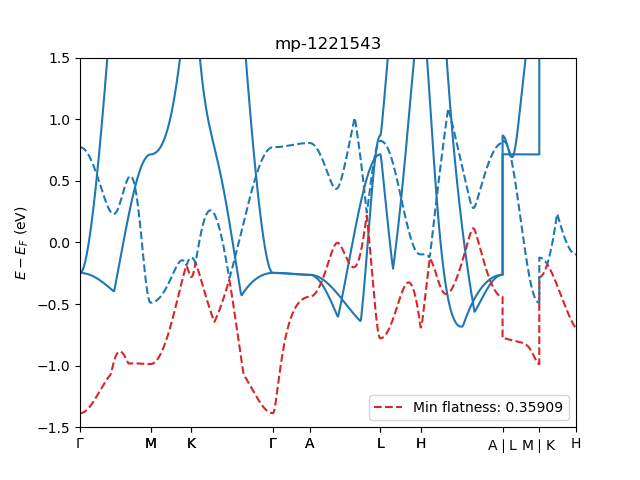 mp-1221543
E − E_F (eV)
1.5
1.0
0.5
0.0
−0.5
−1.0
−1.5
Min flatness: 0.35909
Γ M K Γ A L H A | L M | K H